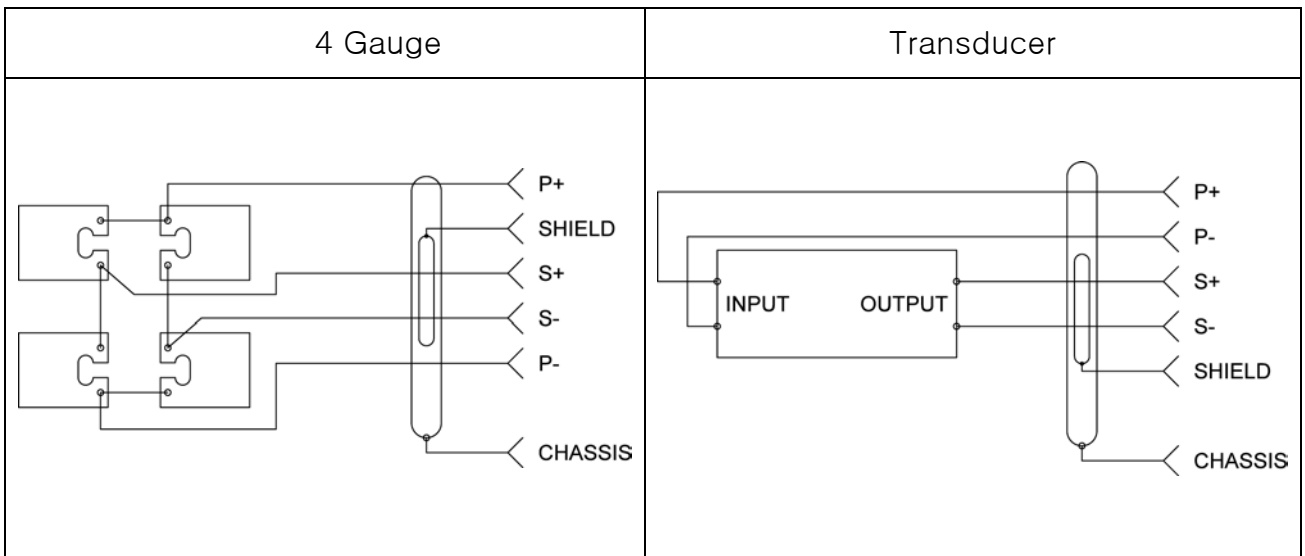 4 Gauge
Transducer
P+
SHIELD
S+
S-
P-
CHASSIS
INPUT
OUTPUT
P+
P-
S+
S-
SHIELD
CHASSIS